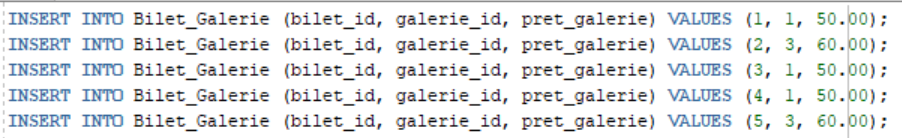 INSERT INTO Bilet_Galerie (bilet_id, galerie_id, pret_galerie) VALUES (1, 1, 50.00);
INSERT INTO Bilet_Galerie (bilet_id, galerie_id, pret_galerie) VALUES (2, 3, 60.00);
INSERT INTO Bilet_Galerie (bilet_id, galerie_id, pret_galerie) VALUES (3, 1, 50.00);
INSERT INTO Bilet_Galerie (bilet_id, galerie_id, pret_galerie) VALUES (4, 1, 50.00);
INSERT INTO Bilet_Galerie (bilet_id, galerie_id, pret_galerie) VALUES (5, 3, 60.00);